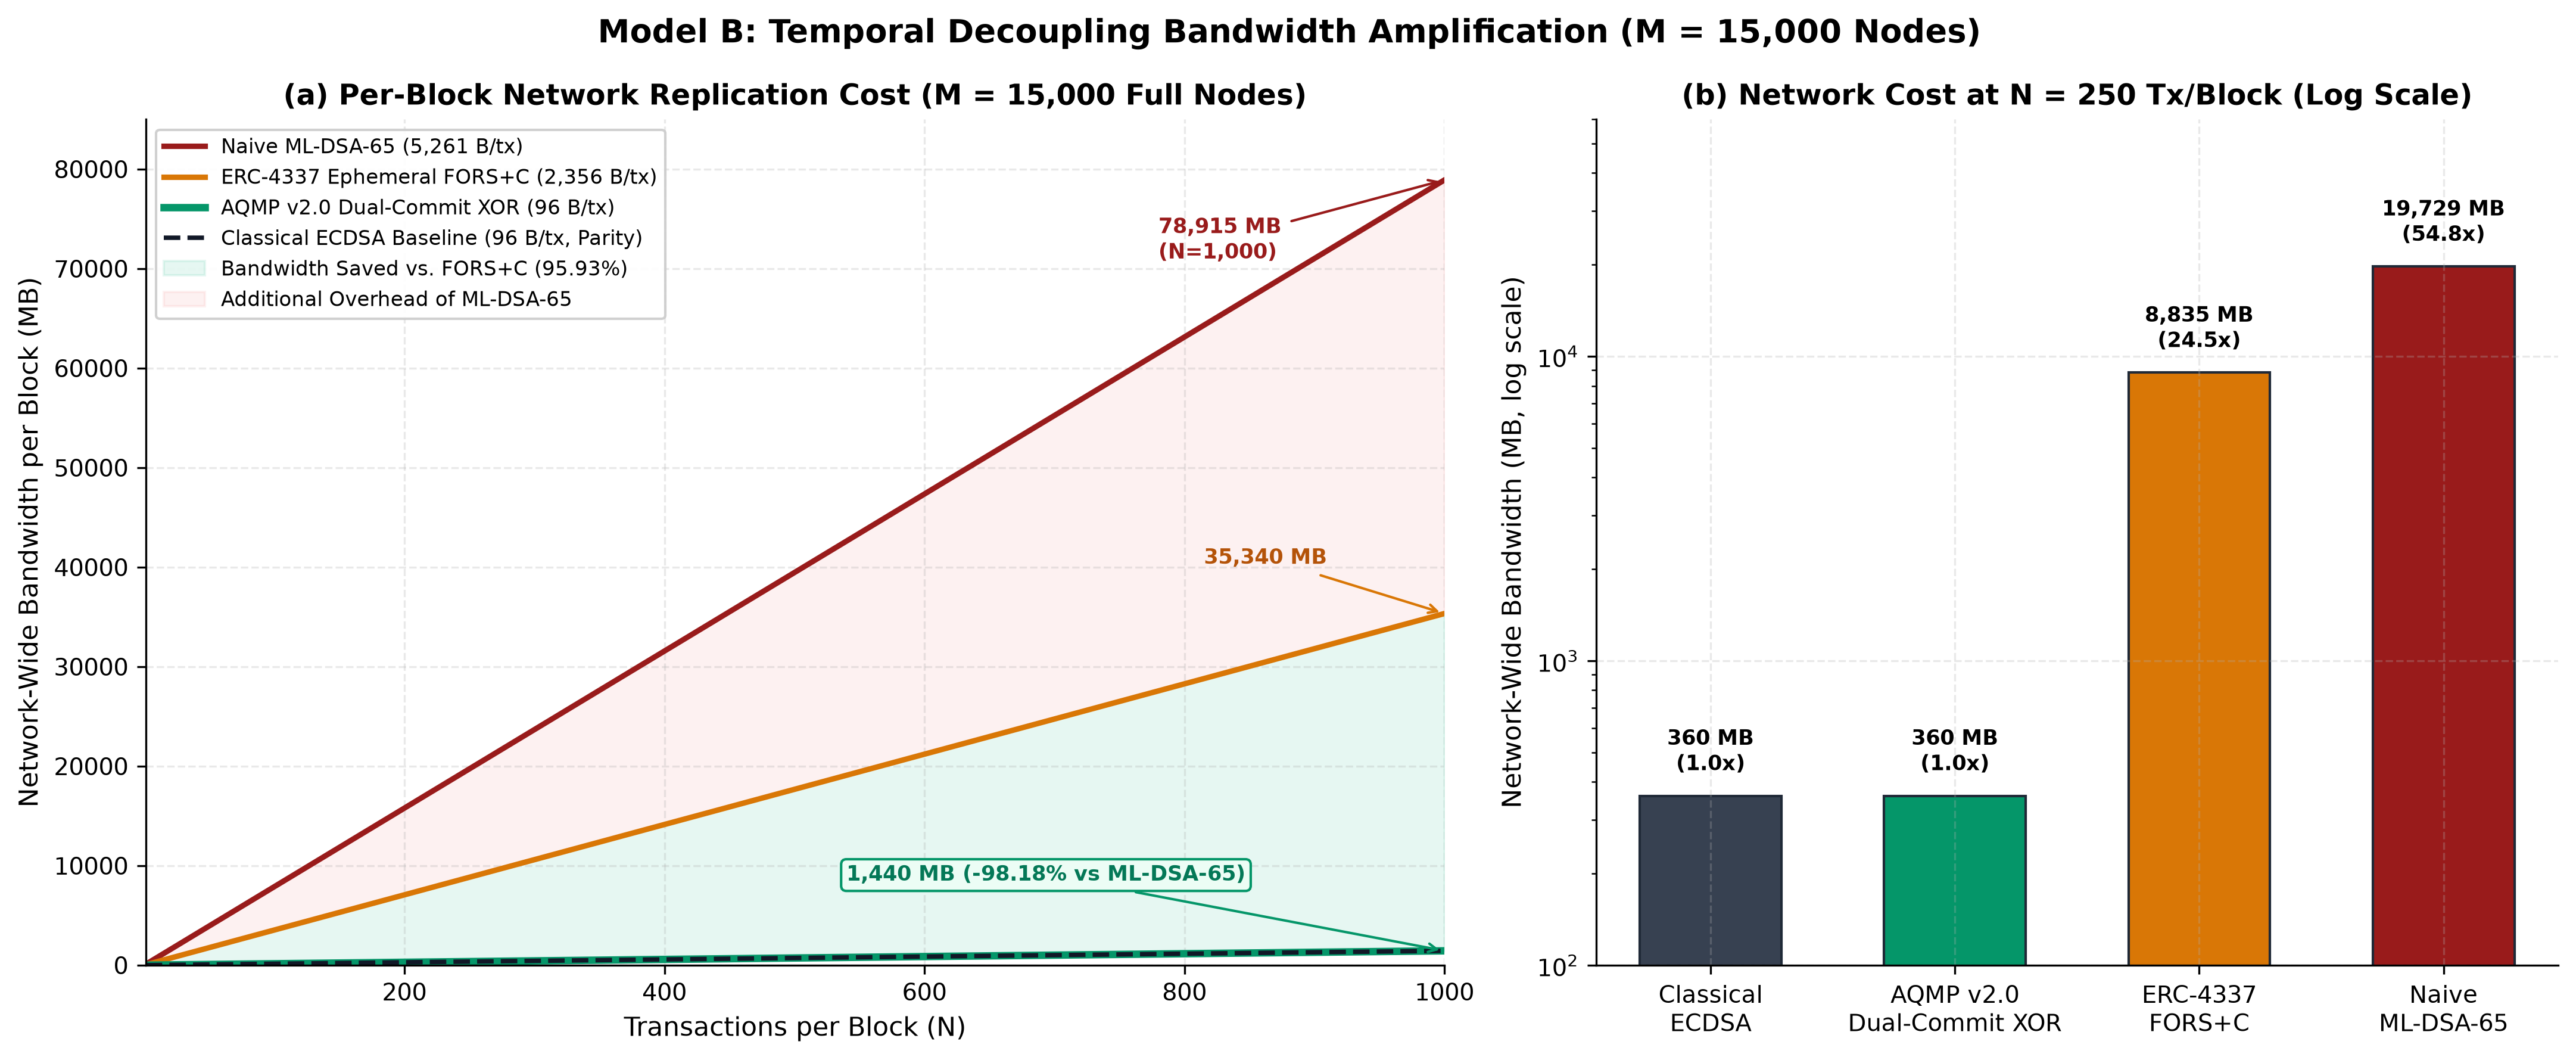 Model B: Temporal Decoupling Bandwidth Amplification (M = 15,000 Nodes)
(a) Per-Block Network Replication Cost (M = 15,000 Full Nodes)
Network-Wide Bandwidth per Block (MB)
80000
70000
60000
50000
40000
30000
20000
10000
0
Naive ML-DSA-65 (5,261 B/tx)
ERC-4337 Ephemeral FORS+C (2,356 B/tx)
AQMP v2.0 Dual-Commit XOR (96 B/tx)
Classical ECDSA Baseline (96 B/tx, Parity)
Bandwidth Saved vs. FORS+C (95.93%)
Additional Overhead of ML-DSA-65
78,915 MB
(N=1,000)
35,340 MB
1,440 MB (-98.18% vs ML-DSA-65)
200
400
600
800
1000
Transactions per Block (N)
(b) Network Cost at N = 250 Tx/Block (Log Scale)
Network-Wide Bandwidth (MB, log scale)
10⁴
10³
10²
360 MB
(1.0x)
360 MB
(1.0x)
8,835 MB
(24.5x)
19,729 MB
(54.8x)
Classical
ECDSA
AQMP v2.0
Dual-Commit XOR
ERC-4337
FORS+C
Naive
ML-DSA-65